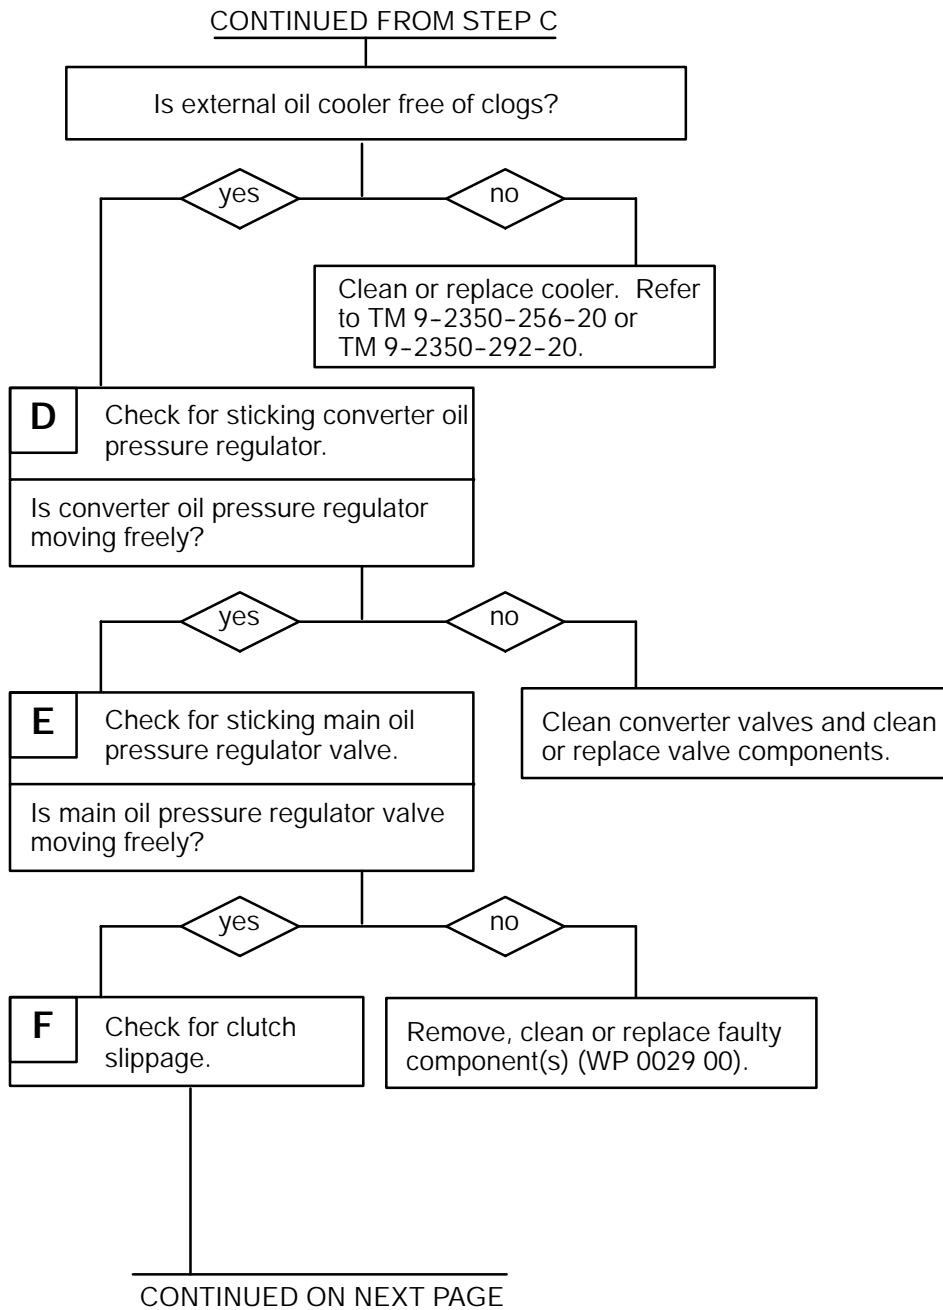 CONTINUED FROM STEP C
Is external oil cooler free of clogs?
yes
no
Clean or replace cooler.  Refer
to TM 9-2350-256-20 or
TM 9-2350-292-20.
D
Check for sticking converter oil
pressure regulator.
Is converter oil pressure regulator
moving freely?
yes
no
Clean converter valves and clean
or replace valve components.
E
Check for sticking main oil
pressure regulator valve.
Is main oil pressure regulator valve
moving freely?
yes
no
Remove, clean or replace faulty
component(s) (WP 0029 00).
F
Check for clutch
slippage.
CONTINUED ON NEXT PAGE